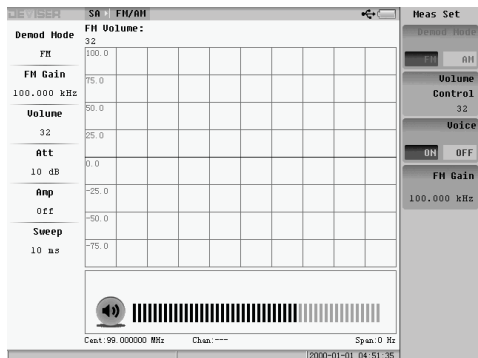 DEVISER SA FM/AM Meas Set
Demod Mode
FM
FM Gain
100.000 kHz
Volume
32
Att
10 dB
Amp
Off
Sweep
10 ms
FM Volume:
32
100.0
75.0
50.0
25.0
0.0
-25.0
-50.0
-75.0
Cent:99.000000 MHz Chan:--- Span:0 Hz
2000-01-01 04:51:35
Demod Mode
FM AM
Volume
Control
32
Voice
ON OFF
FM Gain
100.000 kHz